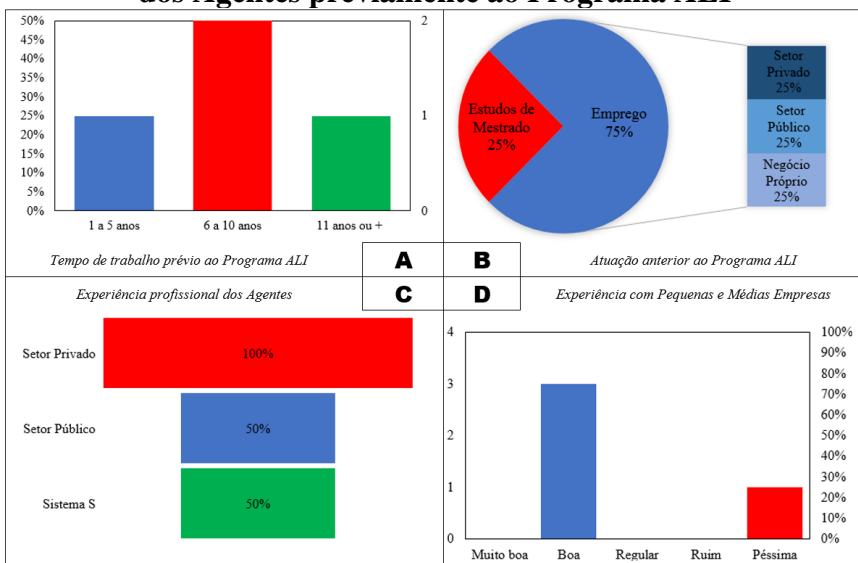 dos Agentes previamente ao Programa ALI
50%
45%
40%
35%
30%
25%
20%
15%
10%
5%
0%
2
1
0
1 a 5 anos
6 a 10 anos
11 anos ou +
Tempo de trabalho prévio ao Programa ALI
A
Estudos de
Mestrado
25%
Emprego
75%
Setor
Privado
25%
Setor
Público
25%
Negócio
Próprio
25%
B
Atuação anterior ao Programa ALI
Experiência profissional dos Agentes
C
Setor Privado
100%
Setor Público
50%
Sistema S
50%
D
Experiência com Pequenas e Médias Empresas
4
3
2
1
0
100%
90%
80%
70%
60%
50%
40%
30%
20%
10%
0%
Muito boa
Boa
Regular
Ruim
Péssima